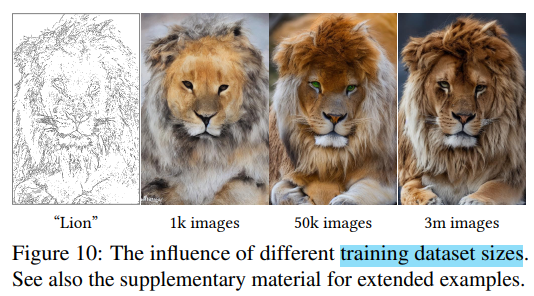 “Lion”
1k images
50k images
3m images
Figure 10: The influence of different training dataset sizes.
See also the supplementary material for extended examples.